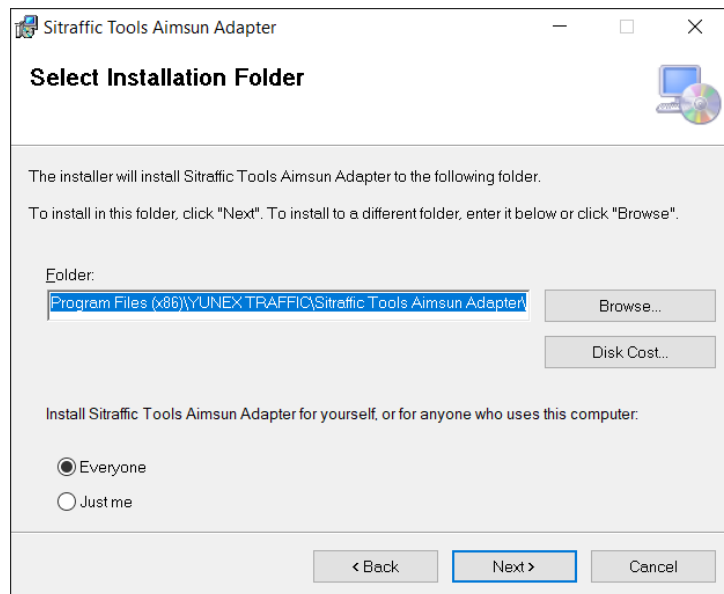 Sitraffic Tools Aimsun Adapter
Select Installation Folder
The installer will install Sitraffic Tools Aimsun Adapter to the following folder.
To install in this folder, click "Next". To install to a different folder, enter it below or click "Browse".
Folder:
Program Files (x86)\YUNEX TRAFFIC\Sitraffic Tools Aimsun Adapter\
Browse...
Disk Cost...
Install Sitraffic Tools Aimsun Adapter for yourself, or for anyone who uses this computer:
Everyone
Just me
< Back
Next >
Cancel